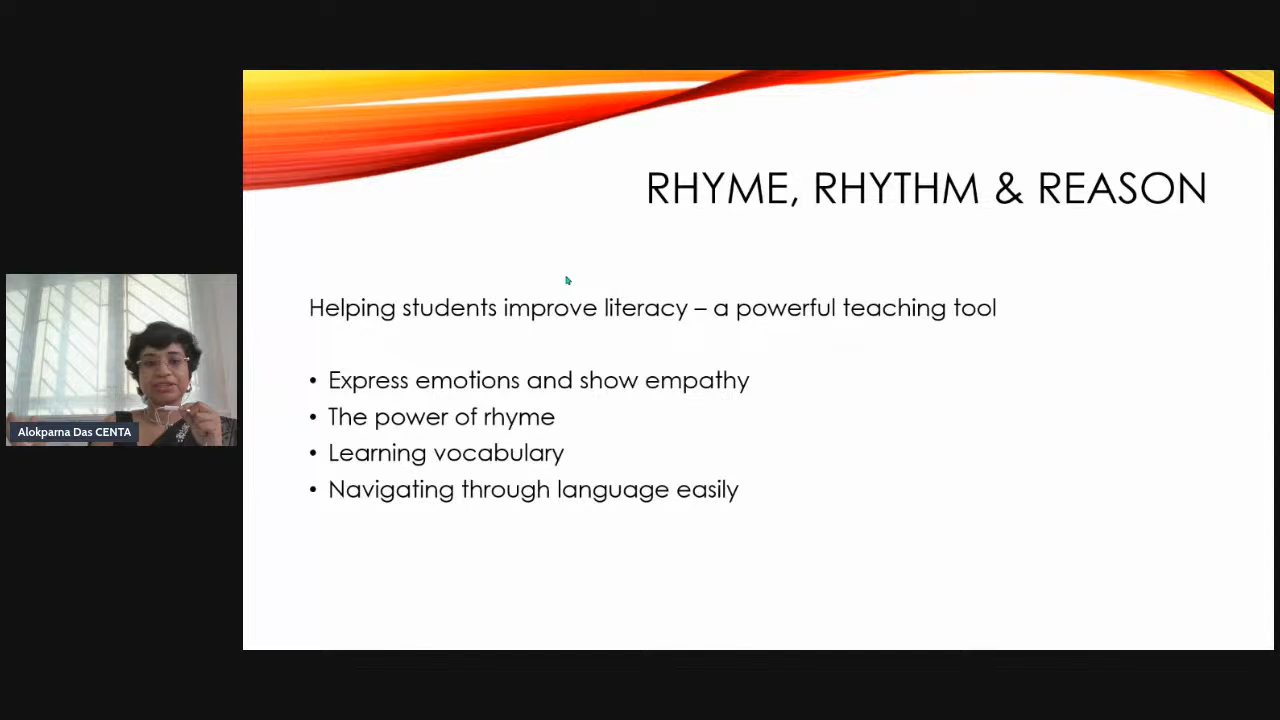 RHYME, RHYTHM & REASON
Helping students improve literacy – a powerful teaching tool
• Express emotions and show empathy
• The power of rhyme
• Learning vocabulary
• Navigating through language easily
Alokparna Das CENTA